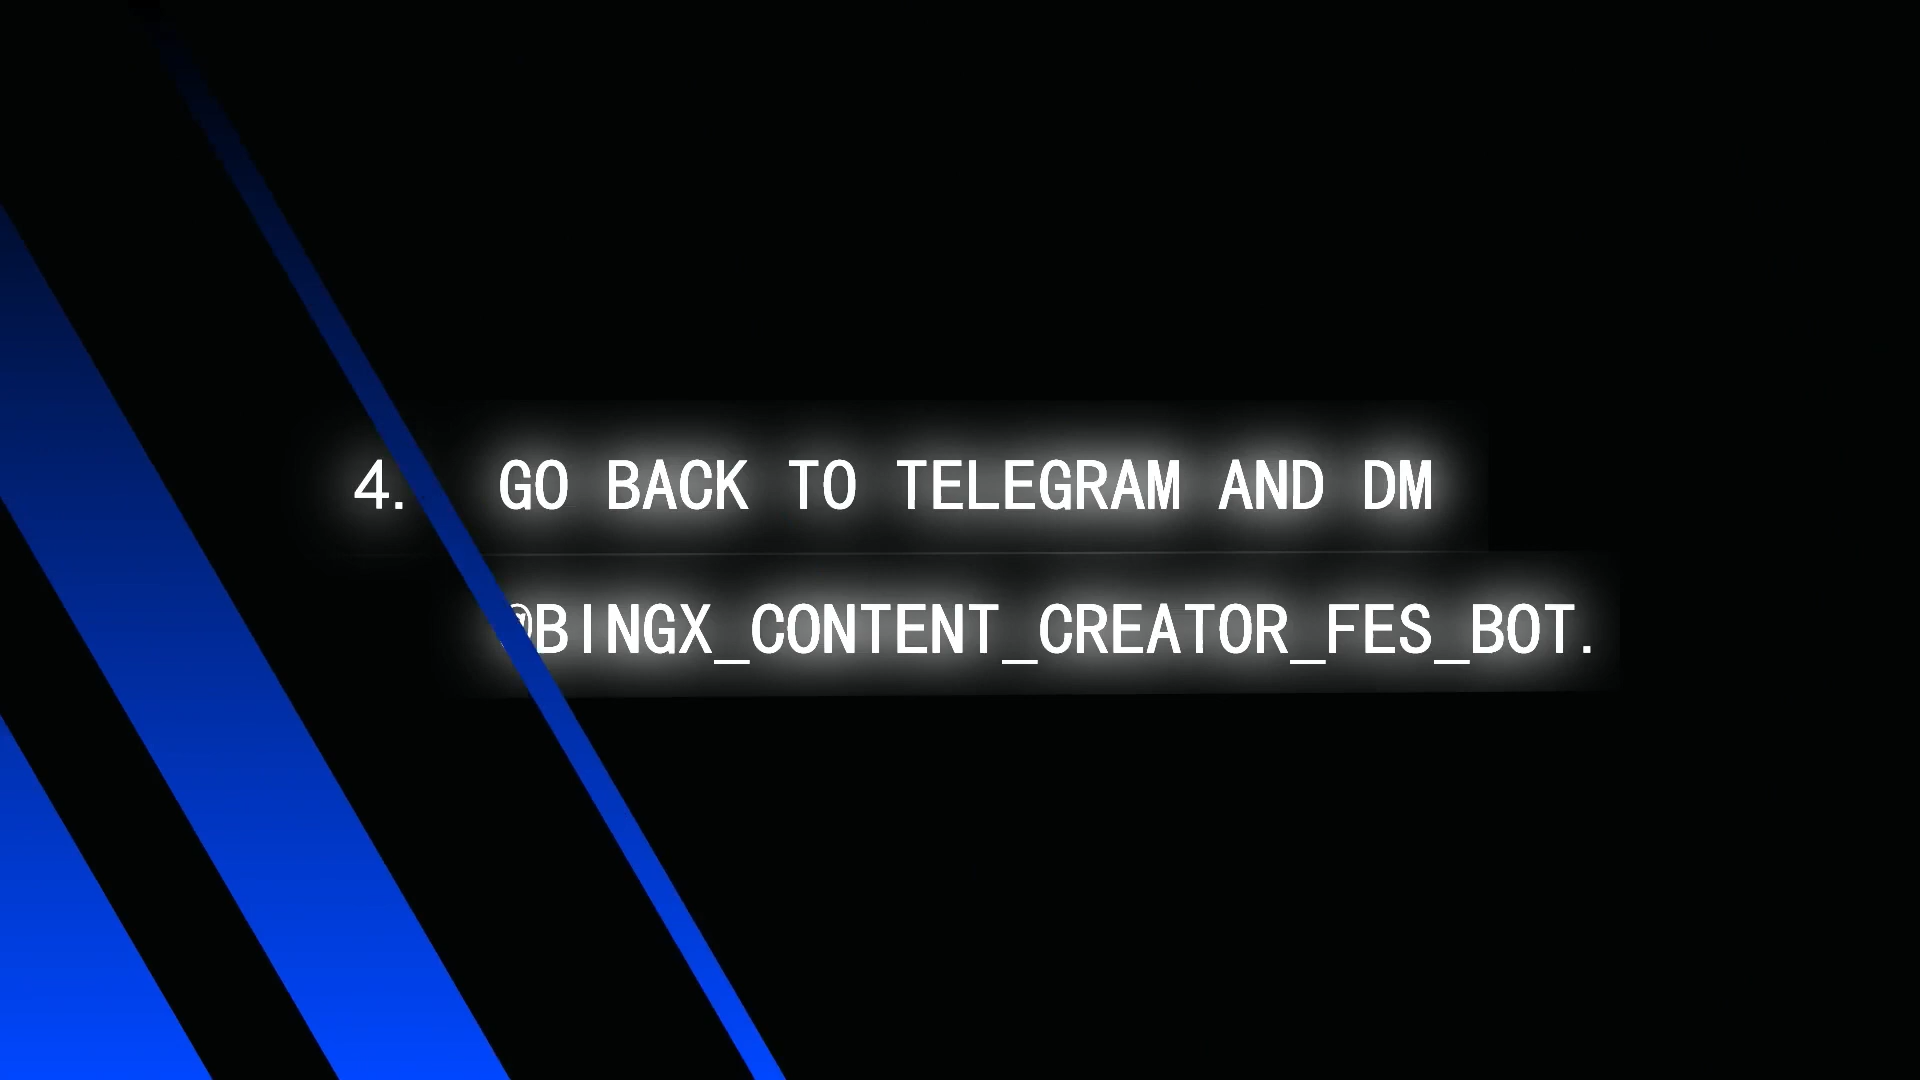 4. GO BACK TO TELEGRAM AND DM
@BINGX_CONTENT_CREATOR_FES_BOT.